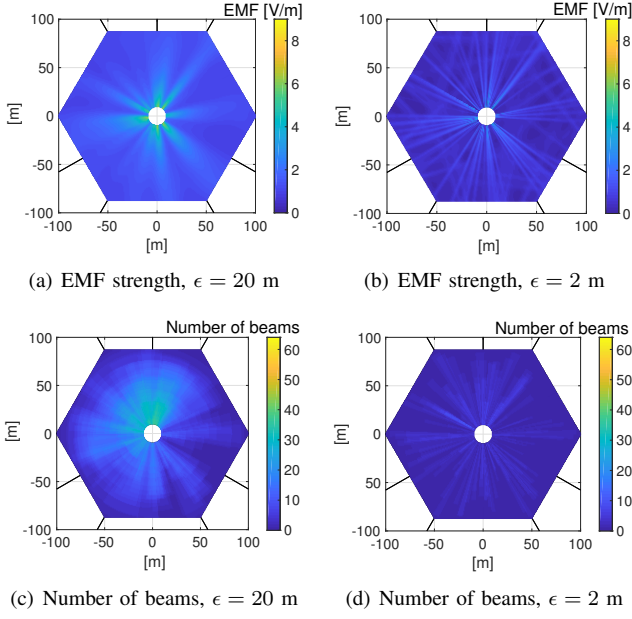 EMF [V/m] EMF [V/m]
100 8 100 8
50 6 50 6
[m] 0 [m] 0
4 4
-50 2 -50 2
-100 0 -100 0
-100 -50 0 50 100 -100 -50 0 50 100
[m] [m]
(a) EMF strength, ϵ = 20 m (b) EMF strength, ϵ = 2 m
Number of beams Number of beams
100 60 100 60
50 50 50 50
40 40
[m] 0 30 [m] 0 30
20 20
-50 10 -50 10
-100 0 -100 0
-100 -50 0 50 100 -100 -50 0 50 100
[m] [m]
(c) Number of beams, ϵ = 20 m (d) Number of beams, ϵ = 2 m